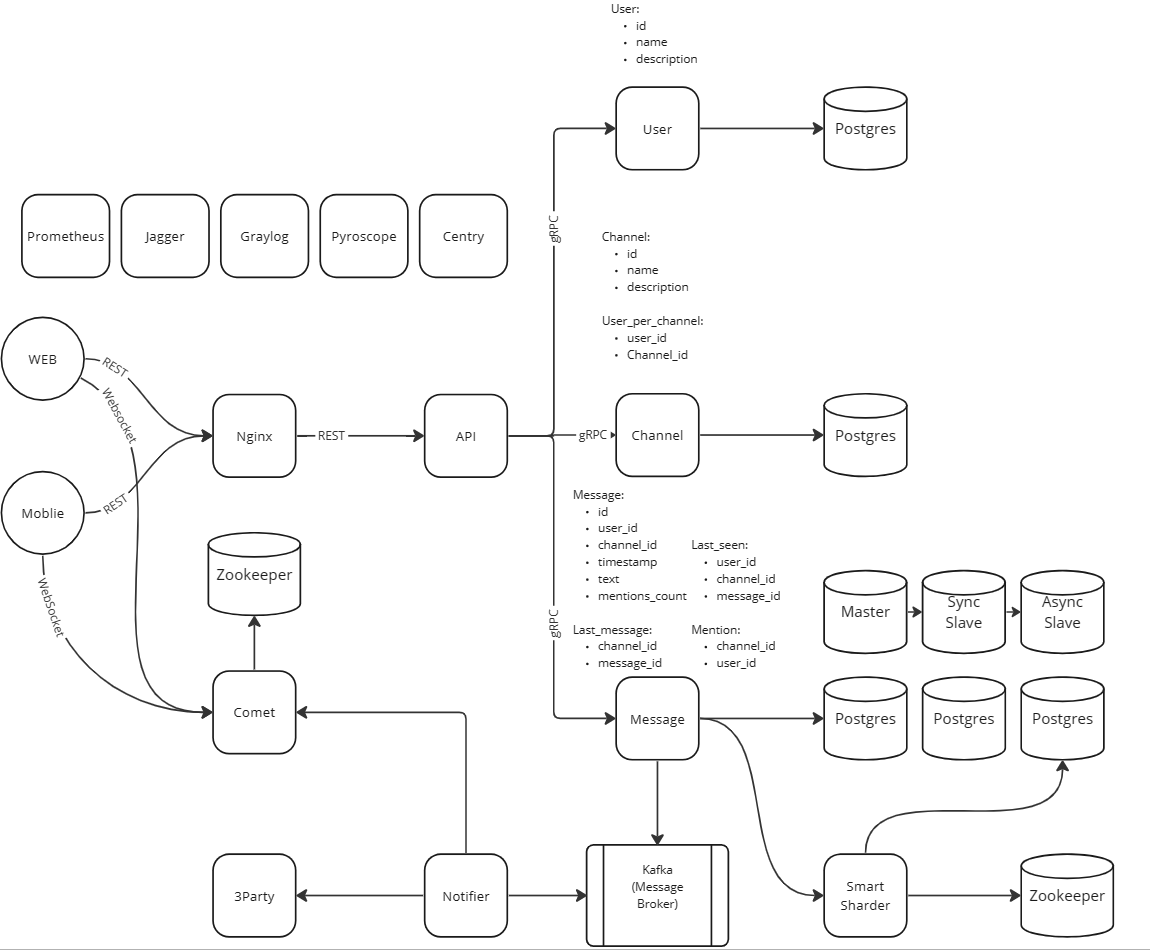 User:
• id
• name
• description
User
Postgres
gRPC
Prometheus
Jagger
Graylog
Pyroscope
Centry
Channel:
• id
• name
• description
User_per_channel:
• user_id
• Channel_id
WEB
REST
Websocket
Nginx
REST
API
gRPC
Channel
Postgres
Moblie
REST
WebSocket
Zookeeper
Message:
• id
• user_id
• channel_id
• timestamp
• text
• mentions_count
Last_seen:
• user_id
• channel_id
• message_id
Last_message:
• channel_id
• message_id
Mention:
• channel_id
• user_id
gRPC
Master
Sync
Slave
Async
Slave
Comet
Message
Postgres
Postgres
Postgres
3Party
Notifier
Kafka
(Message
Broker)
Smart
Sharder
Zookeeper